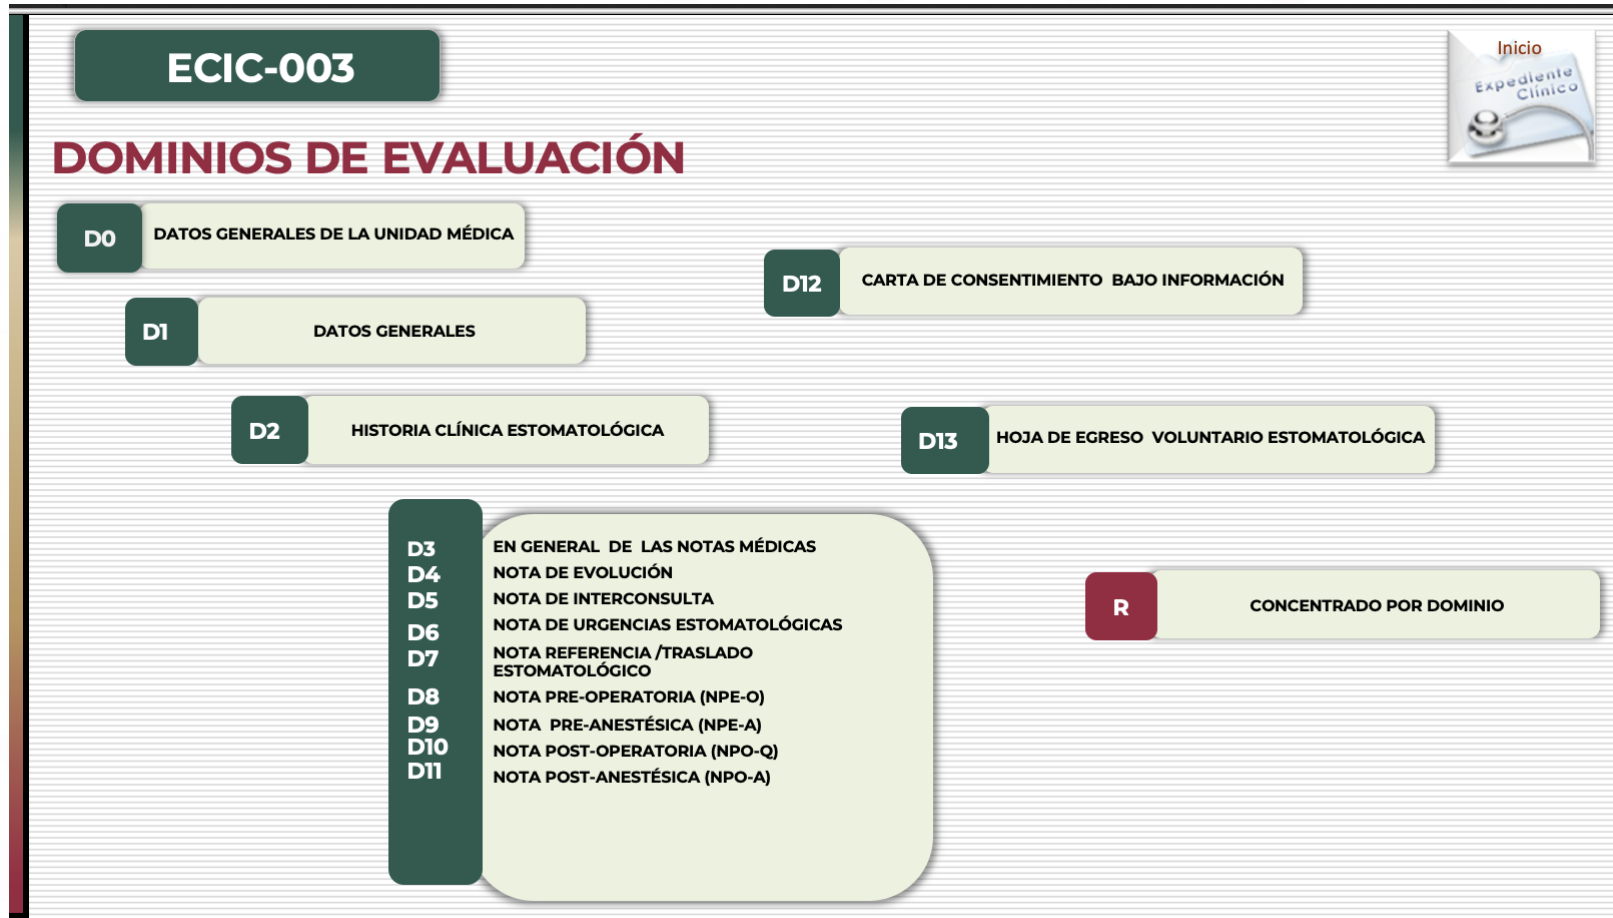 ECIC-003
Inicio
Expediente
Clínico
DOMINIOS DE EVALUACIÓN
D0 DATOS GENERALES DE LA UNIDAD MÉDICA
D1 DATOS GENERALES
D2 HISTORIA CLÍNICA ESTOMATOLÓGICA
D3 EN GENERAL DE LAS NOTAS MÉDICAS
D4 NOTA DE EVOLUCIÓN
D5 NOTA DE INTERCONSULTA
D6 NOTA DE URGENCIAS ESTOMATOLÓGICAS
D7 NOTA REFERENCIA /TRASLADO
ESTOMATOLÓGICO
D8 NOTA PRE-OPERATORIA (NPE-O)
D9 NOTA PRE-ANESTÉSICA (NPE-A)
D10 NOTA POST-OPERATORIA (NPO-Q)
D11 NOTA POST-ANESTÉSICA (NPO-A)
D12 CARTA DE CONSENTIMIENTO BAJO INFORMACIÓN
D13 HOJA DE EGRESO VOLUNTARIO ESTOMATOLÓGICA
R CONCENTRADO POR DOMINIO